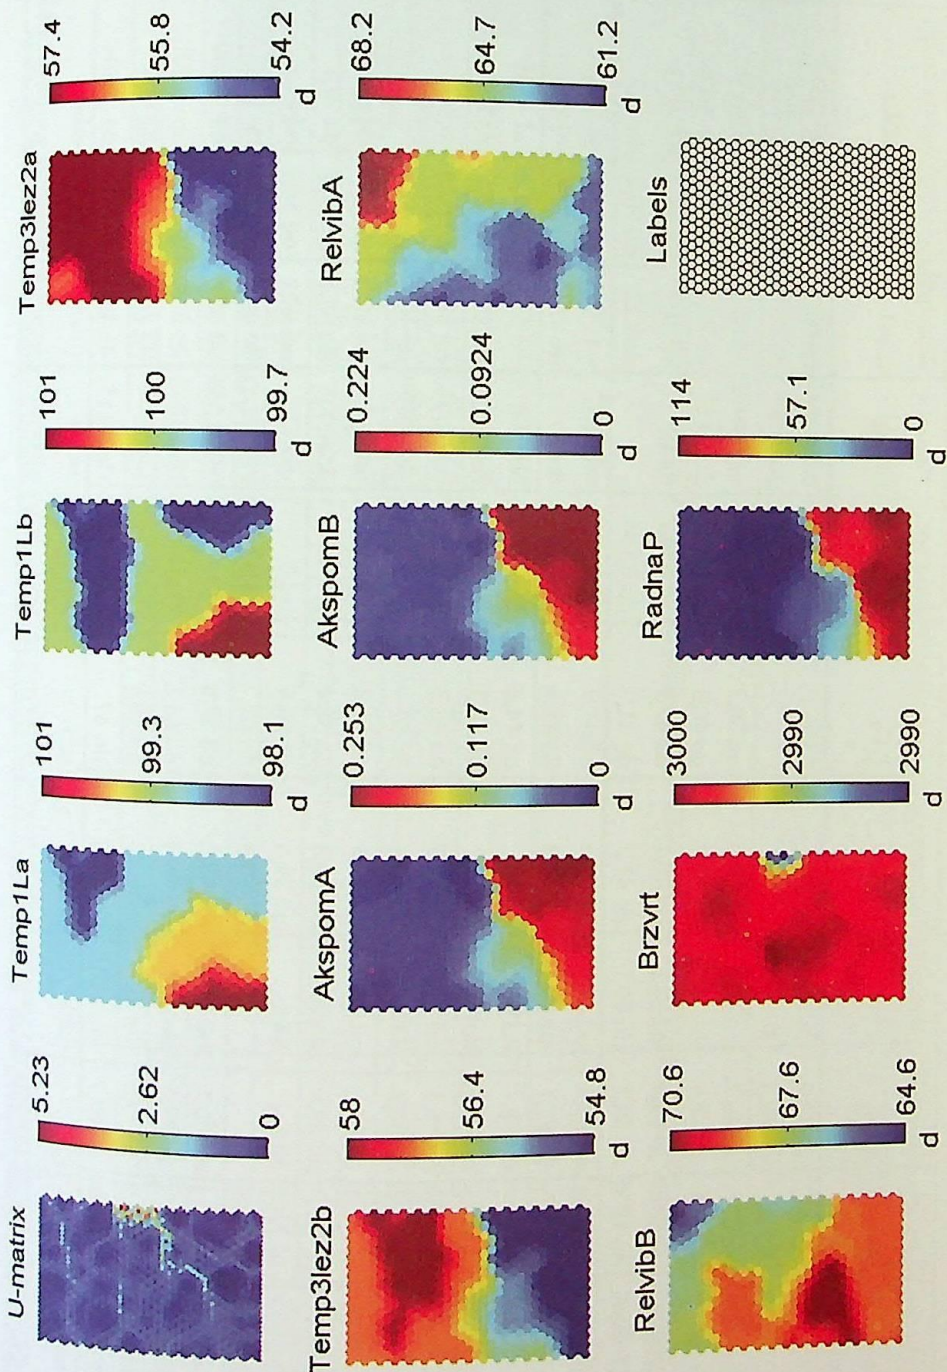 U-matrix
5.23
2.62
0
Temp1La
101
99.3
98.1
d
Temp1Lb
101
100
99.7
d
Temp3lez2a
57.4
55.8
54.2
d
Temp3lez2b
58
56.4
54.8
d
AkspomA
0.253
0.117
0
d
AkspomB
0.224
0.0924
0
d
RelvibA
68.2
64.7
61.2
d
RelvibB
70.6
67.6
64.6
d
Brzvrt
3000
2990
2990
d
RadnaP
114
57.1
0
d
Labels